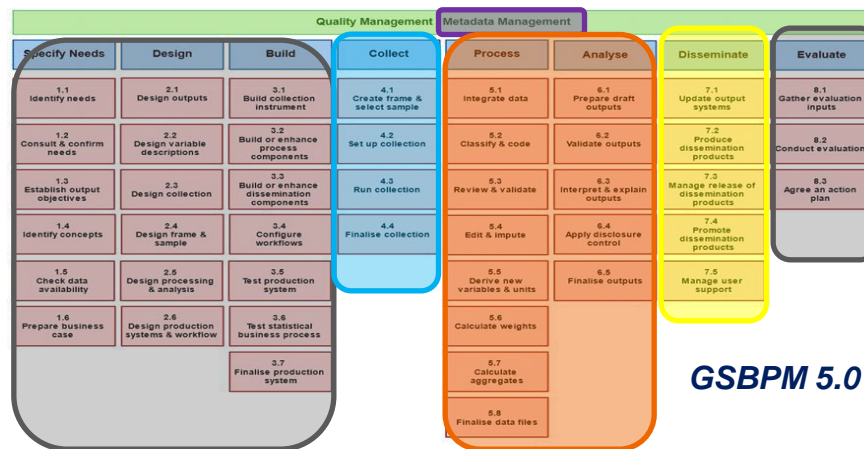 Quality Management / Metadata Management
Specify Needs
Design
Build
Collect
Process
Analyse
Disseminate
Evaluate
1.1
Identify needs
1.2
Consult & confirm
needs
1.3
Establish output
objectives
1.4
Identify concepts
1.5
Check data
availability
1.6
Prepare business
case
2.1
Design outputs
2.2
Design variable
descriptions
2.3
Design collection
2.4
Design frame &
sample
2.5
Design processing
& analysis
2.6
Design production
systems & workflow
3.1
Build collection
instrument
3.2
Build or enhance
process
components
3.3
Build or enhance
dissemination
components
3.4
Configure
workflows
3.5
Test production
system
3.6
Test statistical
business process
3.7
Finalise production
system
4.1
Create frame &
select sample
4.2
Set up collection
4.3
Run collection
4.4
Finalise collection
5.1
Integrate data
5.2
Classify & code
5.3
Review & validate
5.4
Edit & impute
5.5
Derive new
variables & units
5.6
Calculate weights
5.7
Calculate
aggregates
5.8
Finalise data files
6.1
Prepare draft
outputs
6.2
Validate outputs
6.3
Interpret & explain
outputs
6.4
Apply disclosure
control
6.5
Finalise outputs
7.1
Update output
systems
7.2
Produce
dissemination
products
7.3
Manage release of
dissemination
products
7.4
Promote
dissemination
products
7.5
Manage user
support
8.1
Gather evaluation
inputs
8.2
Conduct evaluation
8.3
Agree an action
plan
GSBPM 5.0